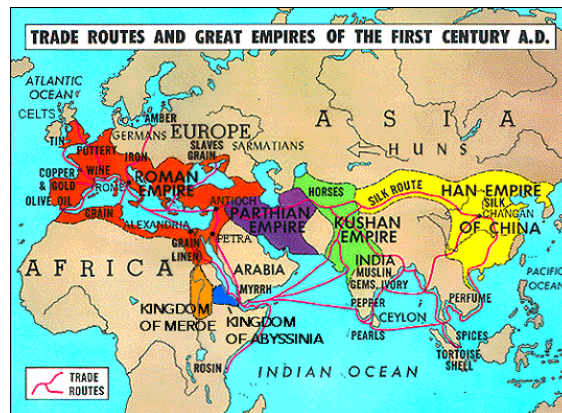 TRADE ROUTES AND GREAT EMPIRES OF THE FIRST CENTURY A.D.
ATLANTIC
OCEAN
CELTS
TIN
AMBER
GERMANS
EUROPE
SARMATIANS
ASIA
HUNS
POTTERY
IRON
SLAVES
GRAIN
COPPER
& GOLD
WINE
ROME
ROMAN
EMPIRE
OLIVE OIL
GRAIN
ALEXANDRIA
ANTIOCH
PARTHIAN
EMPIRE
HORSES
SILK ROUTE
HAN EMPIRE
SILK
CHANGAN
OF CHINA
KUSHAN
EMPIRE
PETRA
GRAIN
LINEN
AFRICA
ARABIA
MYRRH
INDIA
MUSLIN
GEMS, IVORY
PACIFIC
OCEAN
KINGDOM
OF MEROE
KINGDOM
OF ABYSSINIA
PEPPER
CEYLON
PEARLS
PERFUME
SPICES
TORTOISE
SHELL
ROSIN
INDIAN OCEAN
TRADE
ROUTES